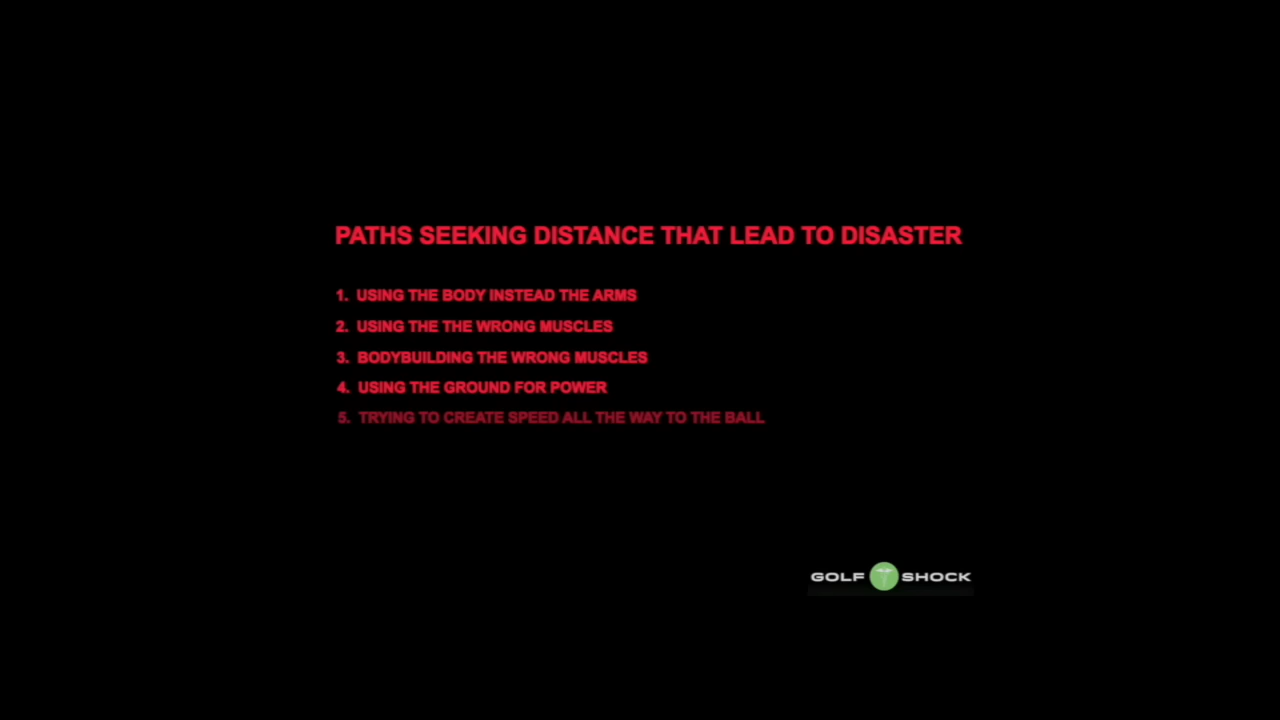 PATHS SEEKING DISTANCE THAT LEAD TO DISASTER
1. USING THE BODY INSTEAD THE ARMS
2. USING THE THE WRONG MUSCLES
3. BODYBUILDING THE WRONG MUSCLES
4. USING THE GROUND FOR POWER
5. TRYING TO CREATE SPEED ALL THE WAY TO THE BALL
GOLF SHOCK